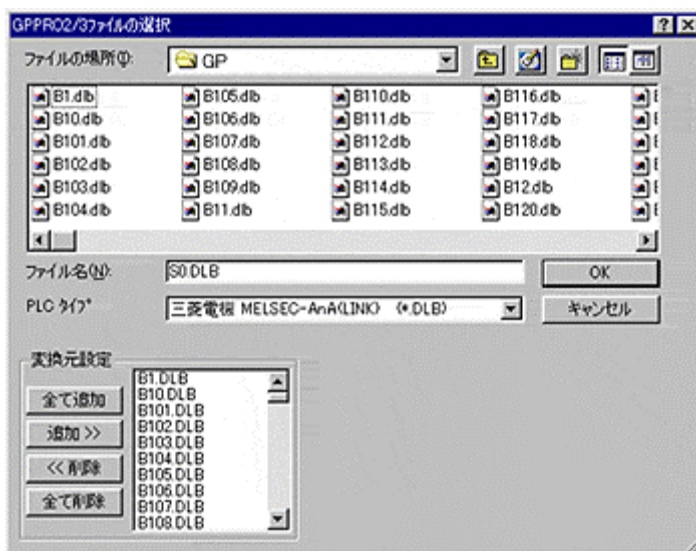 GPPRO2/3ファイルの選択
ファイルの場所(I):
GP
B1.dlb
B10.dlb
B101.dlb
B102.dlb
B103.dlb
B104.dlb
B105.dlb
B106.dlb
B107.dlb
B108.dlb
B109.dlb
B11.dlb
B110.dlb
B111.dlb
B112.dlb
B113.dlb
B114.dlb
B115.dlb
B116.dlb
B117.dlb
B118.dlb
B119.dlb
B12.dlb
B120.dlb
ファイル名(N):
S0.DLB
OK
PLC ﾀｲﾌﾟ
三菱電機 MELSEC-AnA(LINK) (*.DLB)
キャンセル
変換元設定
全て追加
追加 >>
<< 削除
全て削除
B1.DLB
B10.DLB
B101.DLB
B102.DLB
B103.DLB
B104.DLB
B105.DLB
B106.DLB
B107.DLB
B108.DLB